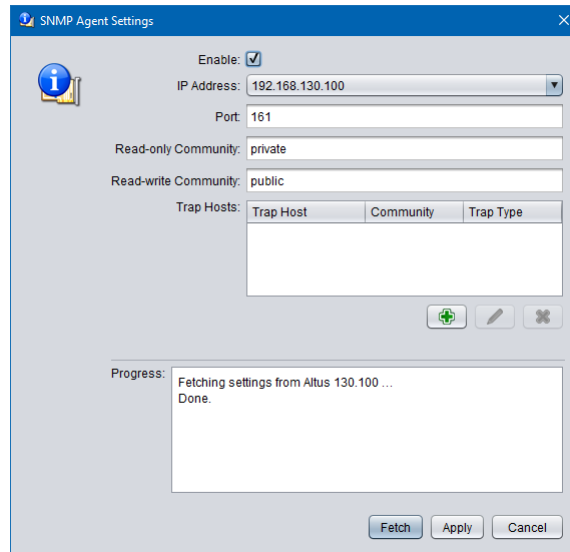 SNMP Agent Settings
Enable:
IP Address: 192.168.130.100
Port: 161
Read-only Community: private
Read-write Community: public
Trap Hosts: Trap Host Community Trap Type
Progress: Fetching settings from Altus 130.100 ...
Done.
Fetch Apply Cancel